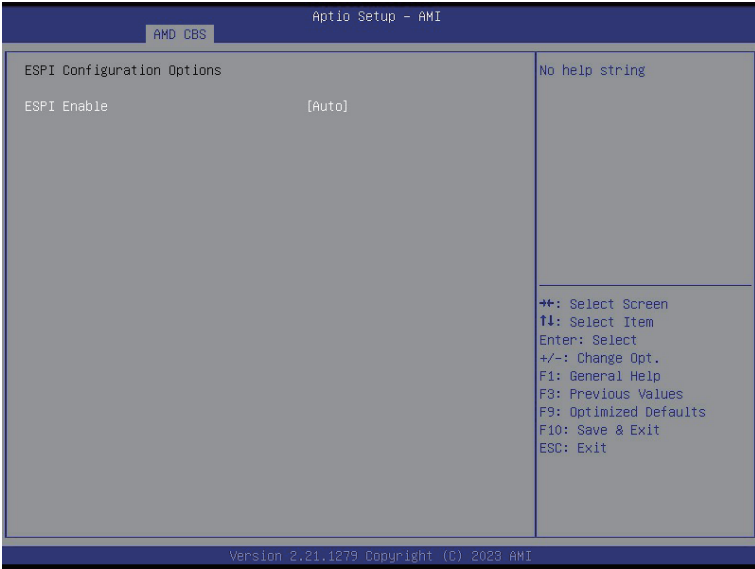 Aptio Setup – AMI
AMD CBS
ESPI Configuration Options
ESPI Enable [Auto]
No help string
→←: Select Screen
↑↓: Select Item
Enter: Select
+/-: Change Opt.
F1: General Help
F3: Previous Values
F9: Optimized Defaults
F10: Save & Exit
ESC: Exit
Version 2.21.1279 Copyright (C) 2023 AMI